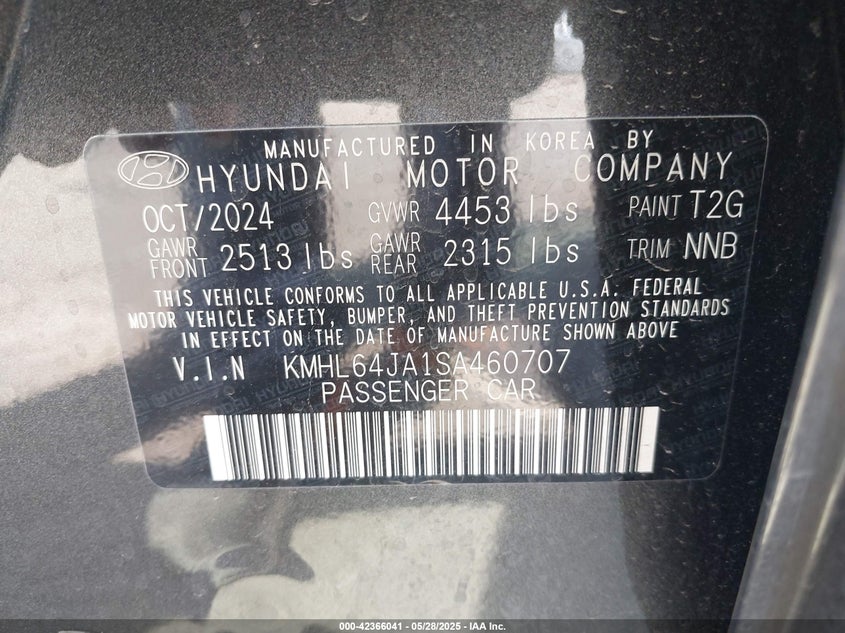 MANUFACTURED IN KOREA BY
HYUNDAI MOTOR COMPANY
OCT/2024 GVWR 4453 lbs PAINT T2G
GAWR FRONT 2513 lbs GAWR REAR 2315 lbs TRIM NNB
THIS VEHICLE CONFORMS TO ALL APPLICABLE U.S.A. FEDERAL
MOTOR VEHICLE SAFETY, BUMPER, AND THEFT PREVENTION STANDARDS
IN EFFECT ON THE DATE OF MANUFACTURE SHOWN ABOVE
V.I.N KMHL64JA1SA460707
PASSENGER CAR
000-42366041 - 05/28/2025 - IAA Inc.